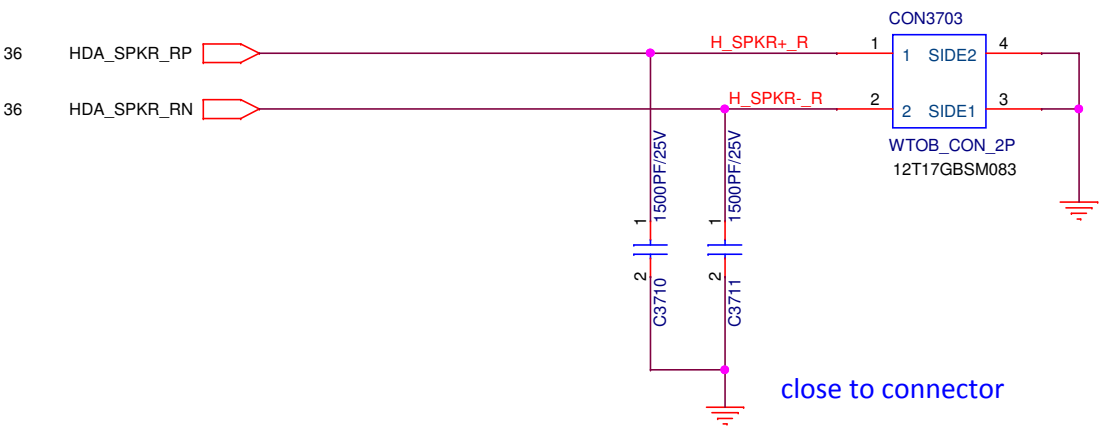 CON3703
36 HDA_SPKR_RP H_SPKR+_R 1 1 SIDE2 4
36 HDA_SPKR_RN H_SPKR-_R 2 2 SIDE1 3
WTOB_CON_2P
12T17GBSM083
1500PF/25V
1500PF/25V
1
1
2
2
C3710
C3711
close to connector